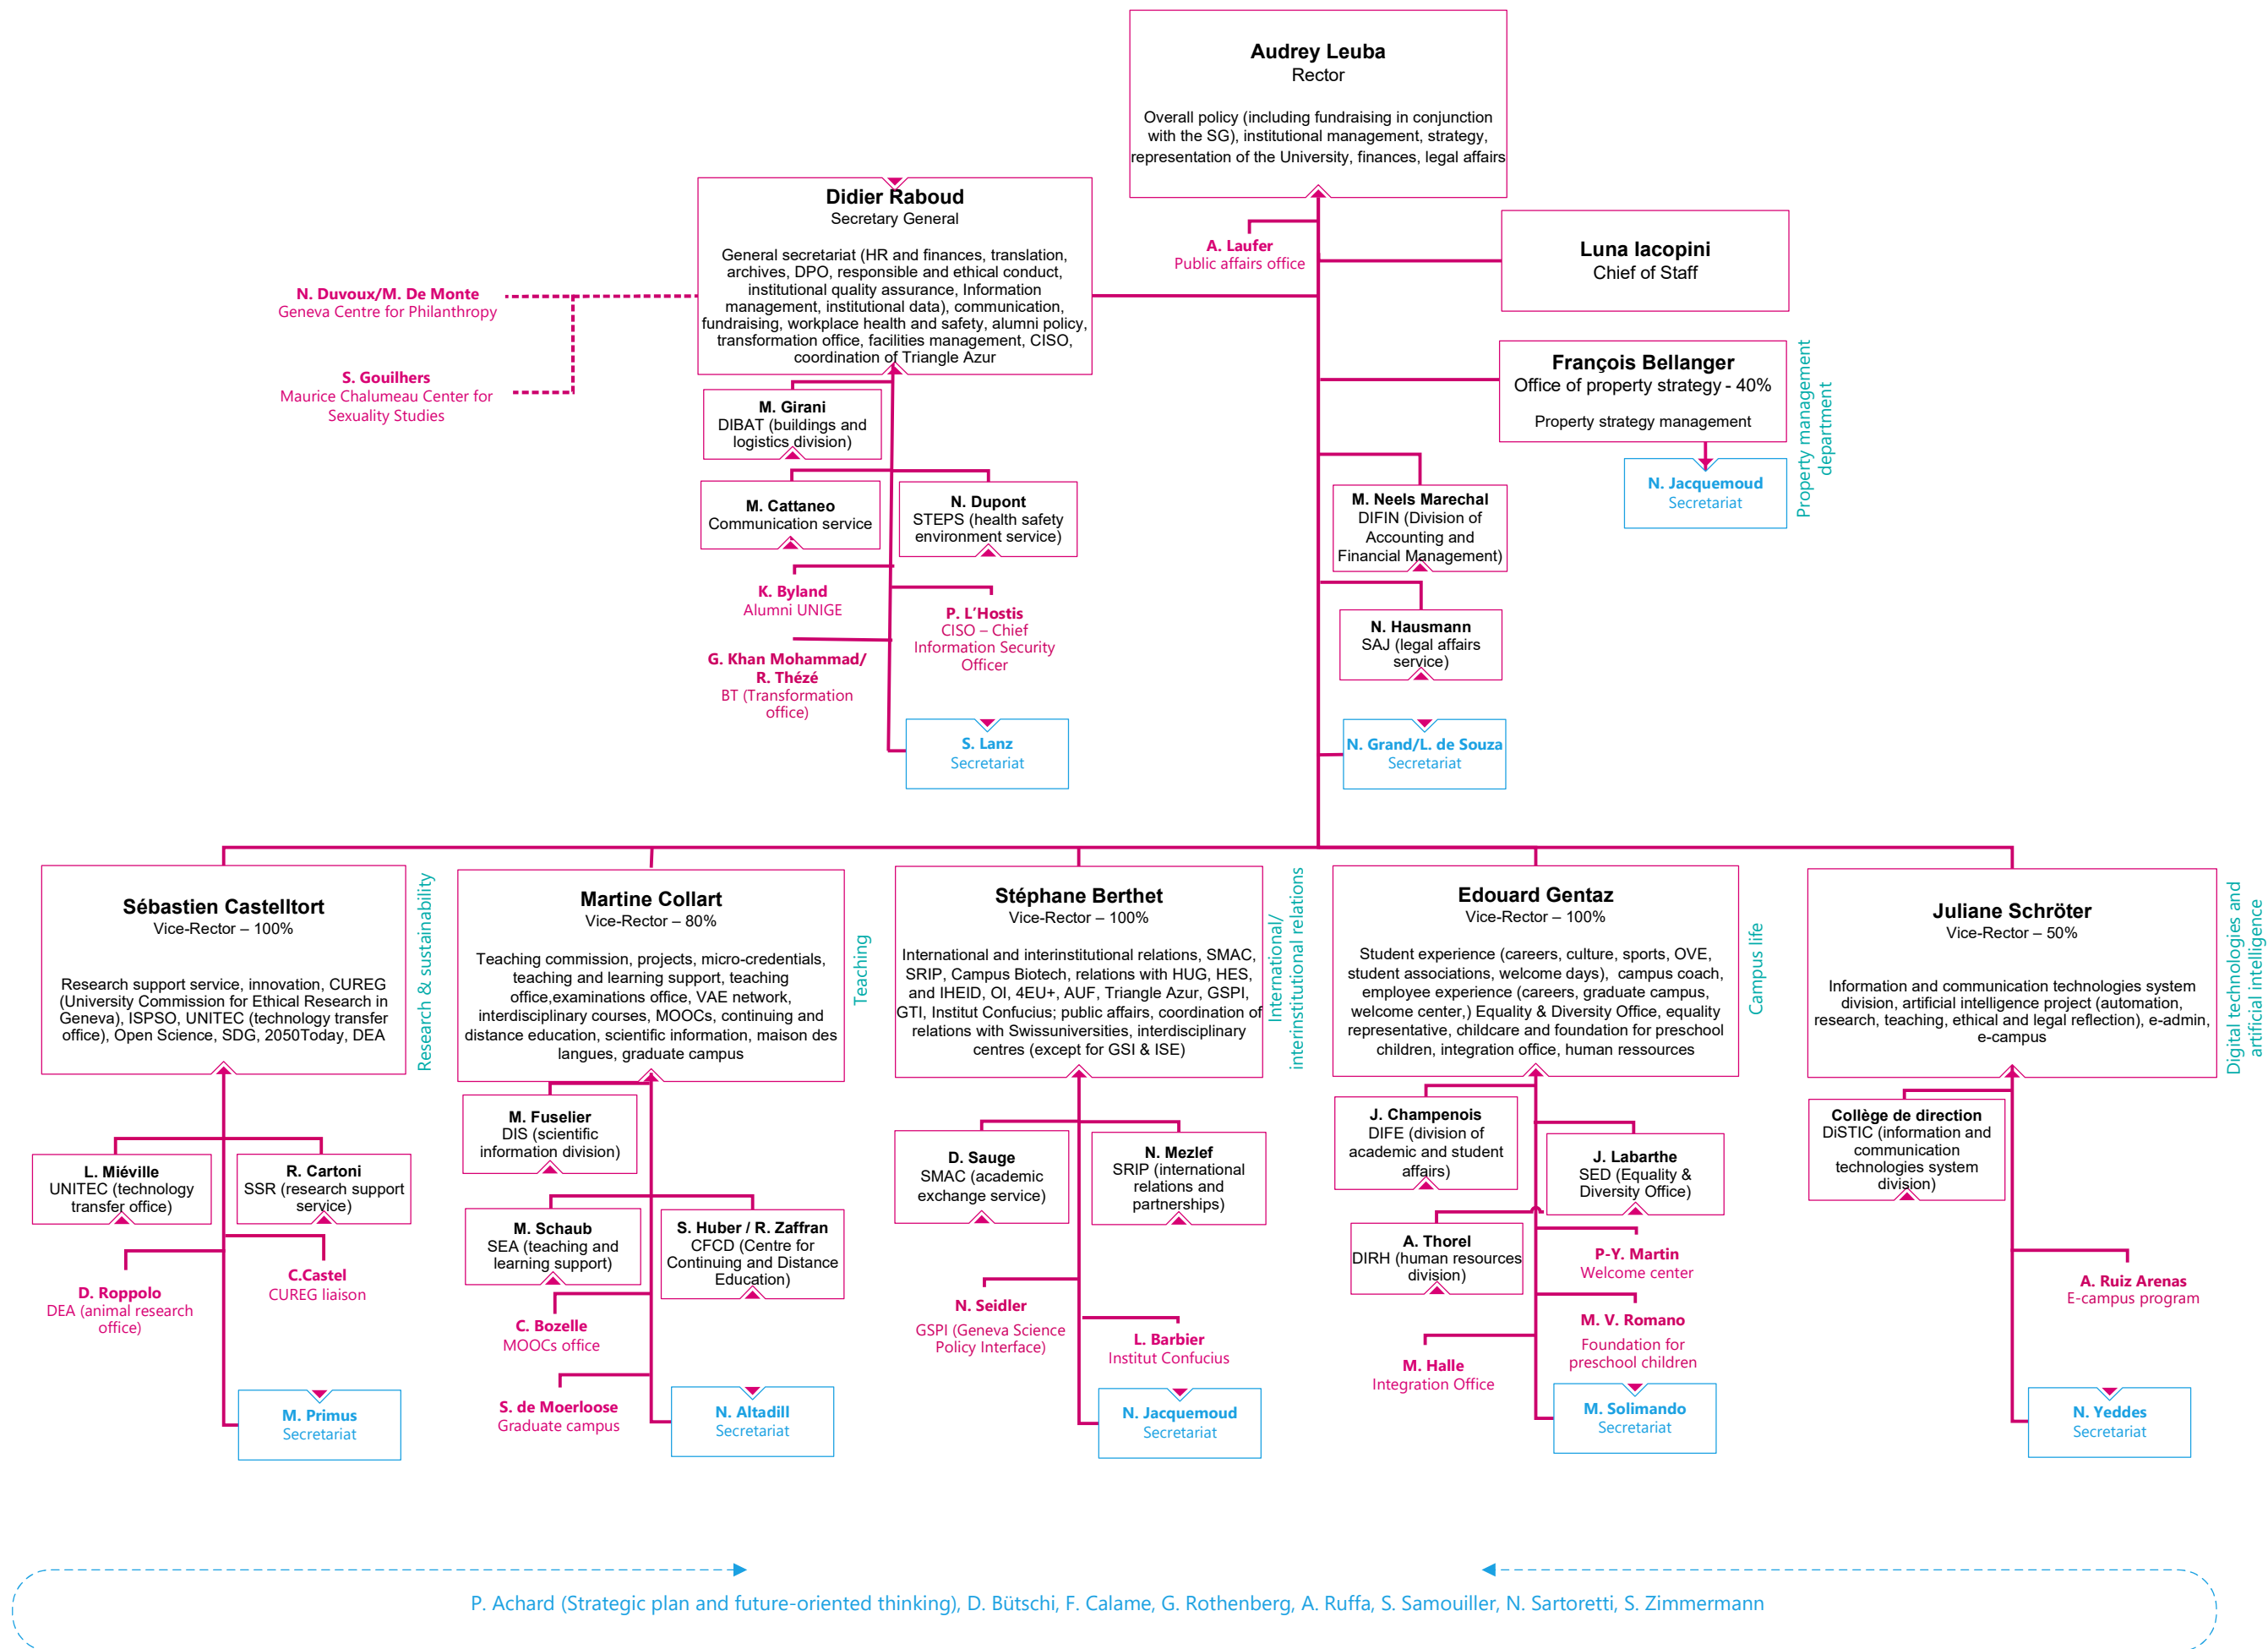 Audrey Leuba
Rector
Overall policy (including fundraising in conjunction
with the SG), institutional management, strategy,
representation of the University, finances, legal affairs
Didier Raboud
Secretary General
General secretariat (HR and finances, translation,
archives, DPO, responsible and ethical conduct,
institutional quality assurance, Information
management, institutional data), communication,
fundraising, workplace health and safety, alumni policy,
transformation office, facilities management, CISO,
coordination of Triangle Azur
A. Laufer
Public affairs office
Luna Iacopini
Chief of Staff
N. Duvoux/M. De Monte
Geneva Centre for Philanthropy
S. Gouilhers
Maurice Chalumeau Center for
Sexuality Studies
François Bellanger
Office of property strategy - 40%
Property strategy management
Property management
department
N. Jacquemoud
Secretariat
M. Girani
DIBAT (buildings and
logistics division)
M. Cattaneo
Communication service
N. Dupont
STEPS (health safety
environment service)
K. Byland
Alumni UNIGE
P. L’Hostis
CISO – Chief
Information Security
Officer
G. Khan Mohammad/
R. Thézé
BT (Transformation
office)
S. Lanz
Secretariat
M. Neels Marechal
DIFIN (Division of
Accounting and
Financial Management)
N. Hausmann
SAJ (legal affairs
service)
N. Grand/L. de Souza
Secretariat
Sébastien Castelltort
Vice-Rector – 100%
Research support service, innovation, CUREG
(University Commission for Ethical Research in
Geneva), ISPSO, UNITEC (technology transfer
office), Open Science, SDG, 2050Today, DEA
Research & sustainability
L. Miéville
UNITEC (technology
transfer office)
R. Cartoni
SSR (research support
service)
D. Roppolo
DEA (animal research
office)
C.Castel
CUREG liaison
M. Primus
Secretariat
Martine Collart
Vice-Rector – 80%
Teaching commission, projects, micro-credentials,
teaching and learning support, teaching
office,examinations office, VAE network,
interdisciplinary courses, MOOCs, continuing and
distance education, scientific information, maison des
langues, graduate campus
Teaching
M. Fuselier
DIS (scientific
information division)
M. Schaub
SEA (teaching and
learning support)
S. Huber / R. Zaffran
CFCD (Centre for
Continuing and Distance
Education)
C. Bozelle
MOOCs office
S. de Moerloose
Graduate campus
N. Altadill
Secretariat
Stéphane Berthet
Vice-Rector – 100%
International and interinstitutional relations, SMAC,
SRIP, Campus Biotech, relations with HUG, HES,
and IHEID, OI, 4EU+, AUF, Triangle Azur, GSPI,
GTI, Institut Confucius; public affairs, coordination of
relations with Swissuniversities, interdisciplinary
centres (except for GSI & ISE)
International/
interinstitutional relations
D. Sauge
SMAC (academic
exchange service)
N. Mezlef
SRIP (international
relations and
partnerships)
N. Seidler
GSPI (Geneva Science
Policy Interface)
L. Barbier
Institut Confucius
N. Jacquemoud
Secretariat
Edouard Gentaz
Vice-Rector – 100%
Student experience (careers, culture, sports, OVE,
student associations, welcome days), campus coach,
employee experience (careers, graduate campus,
welcome center,) Equality & Diversity Office, equality
representative, childcare and foundation for preschool
children, integration office, human ressources
Campus life
J. Champenois
DIFE (division of
academic and student
affairs)
J. Labarthe
SED (Equality &
Diversity Office)
A. Thorel
DIRH (human resources
division)
P-Y. Martin
Welcome center
M. V. Romano
Foundation for
preschool children
M. Halle
Integration Office
M. Solimando
Secretariat
Juliane Schröter
Vice-Rector – 50%
Information and communication technologies system
division, artificial intelligence project (automation,
research, teaching, ethical and legal reflection), e-admin,
e-campus
Digital technologies and
artificial intelligence
Collège de direction
DiSTIC (information and
communication
technologies system
division)
A. Ruiz Arenas
E-campus program
N. Yeddes
Secretariat
P. Achard (Strategic plan and future-oriented thinking), D. Bütschi, F. Calame, G. Rothenberg, A. Ruffa, S. Samouiller, N. Sartoretti, S. Zimmermann